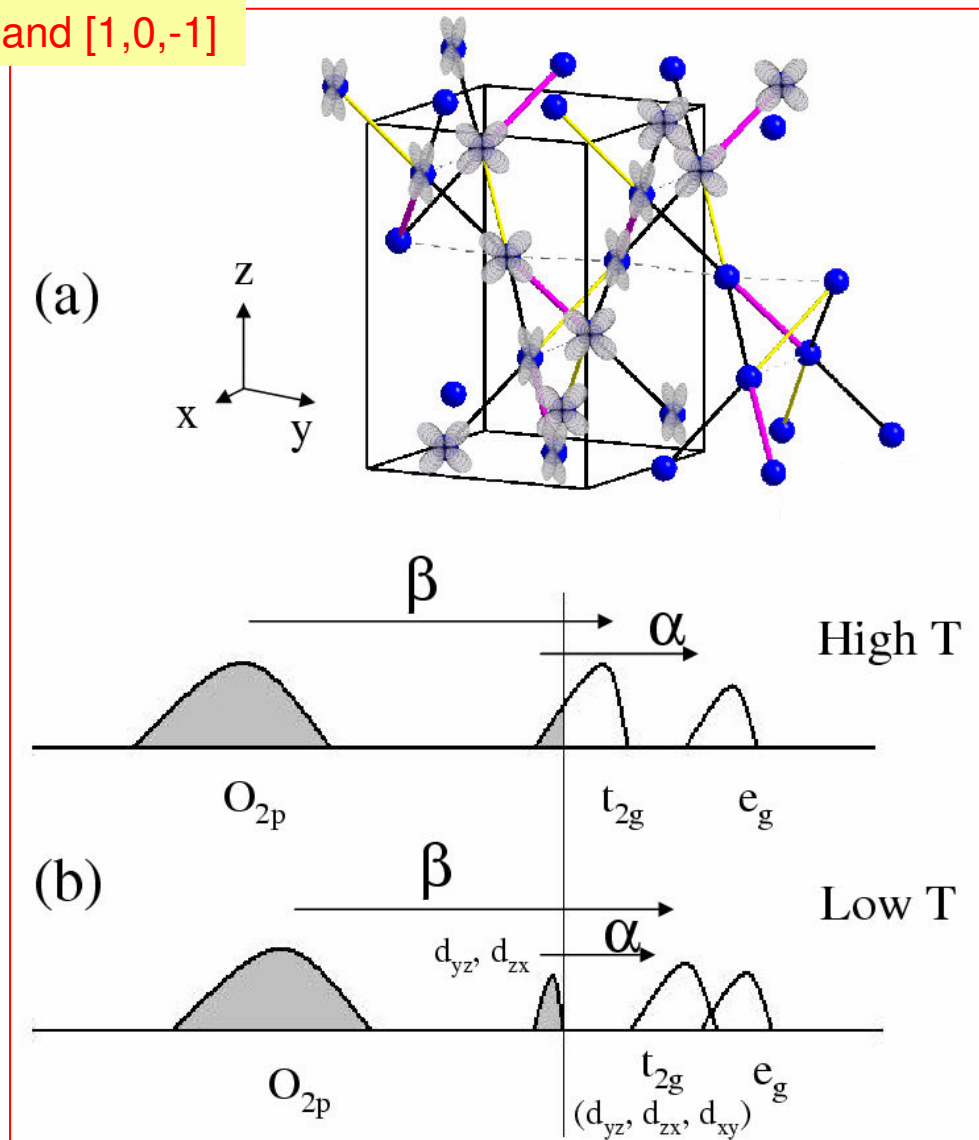 and [1,0,-1]
(a)
z
x
y
β
α
High T
O2p
t2g
eg
(b)
β
Low T
α
dyz, dzx
O2p
t2g
eg
(dyz, dzx, dxy)